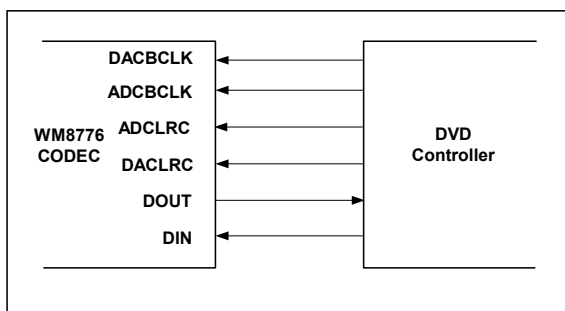 DACBCLK
ADCBCLK
ADCLRC
WM8776
CODEC
DACLRC
DOUT
DIN
DVD
Controller